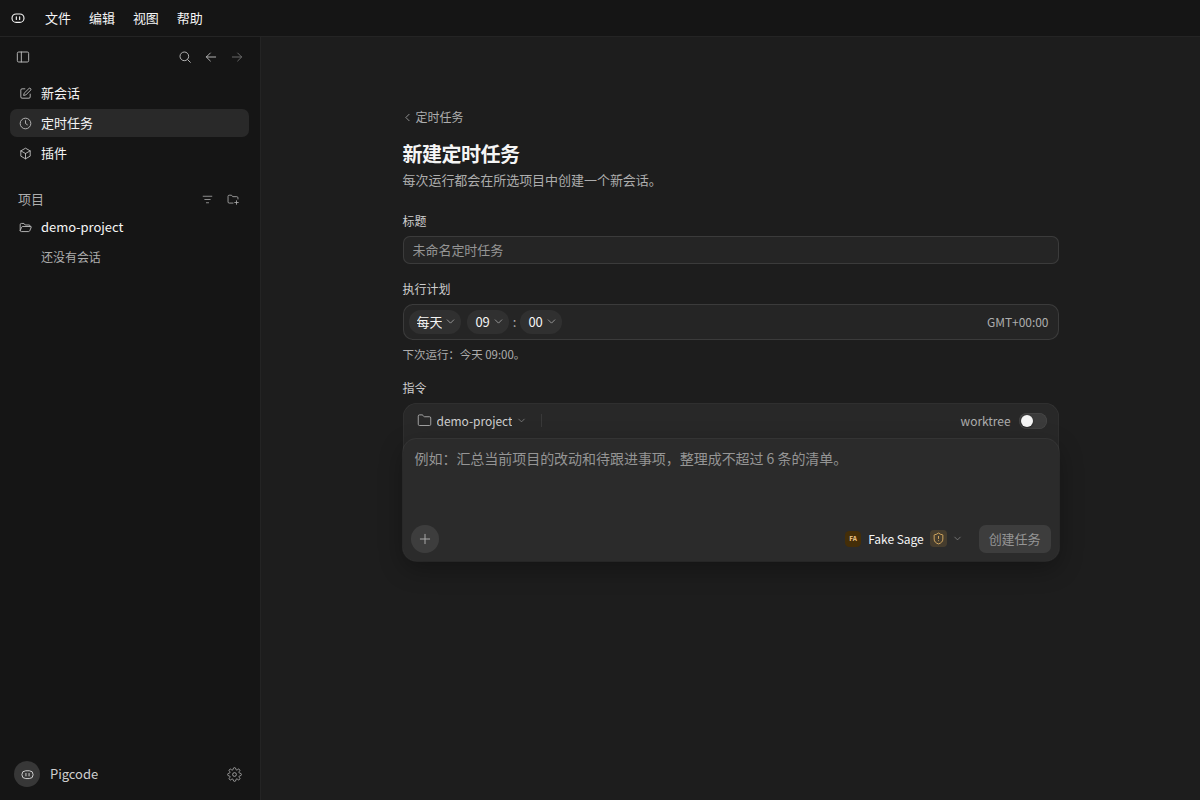 文件 编辑 视图 帮助
新会话
定时任务
插件
项目
demo-project
还没有会话
定时任务
新建定时任务
每次运行都会在所选项目中创建一个新会话。
标题
未命名定时任务
执行计划
每天 09 : 00 GMT+00:00
下次运行：今天 09:00。
指令
demo-project worktree
例如：汇总当前项目的改动和待跟进事项，整理成不超过 6 条的清单。
FA Fake Sage 创建任务
Pigcode